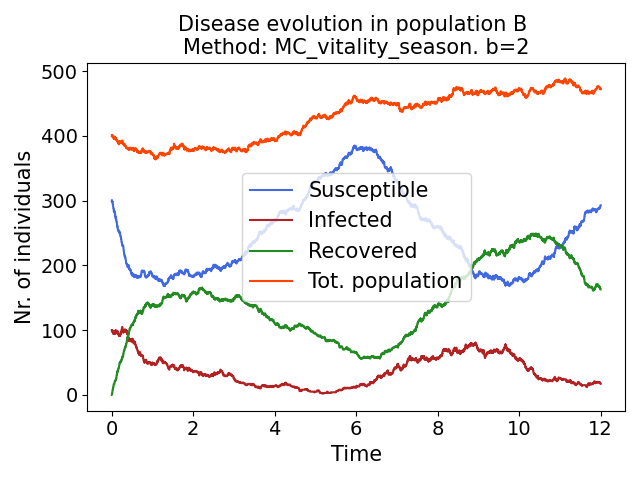 Disease evolution in population B
Method: MC_vitality_season. b=2
Nr. of individuals
500
400
300
200
100
0
Susceptible
Infected
Recovered
Tot. population
0 2 4 6 8 10 12
Time